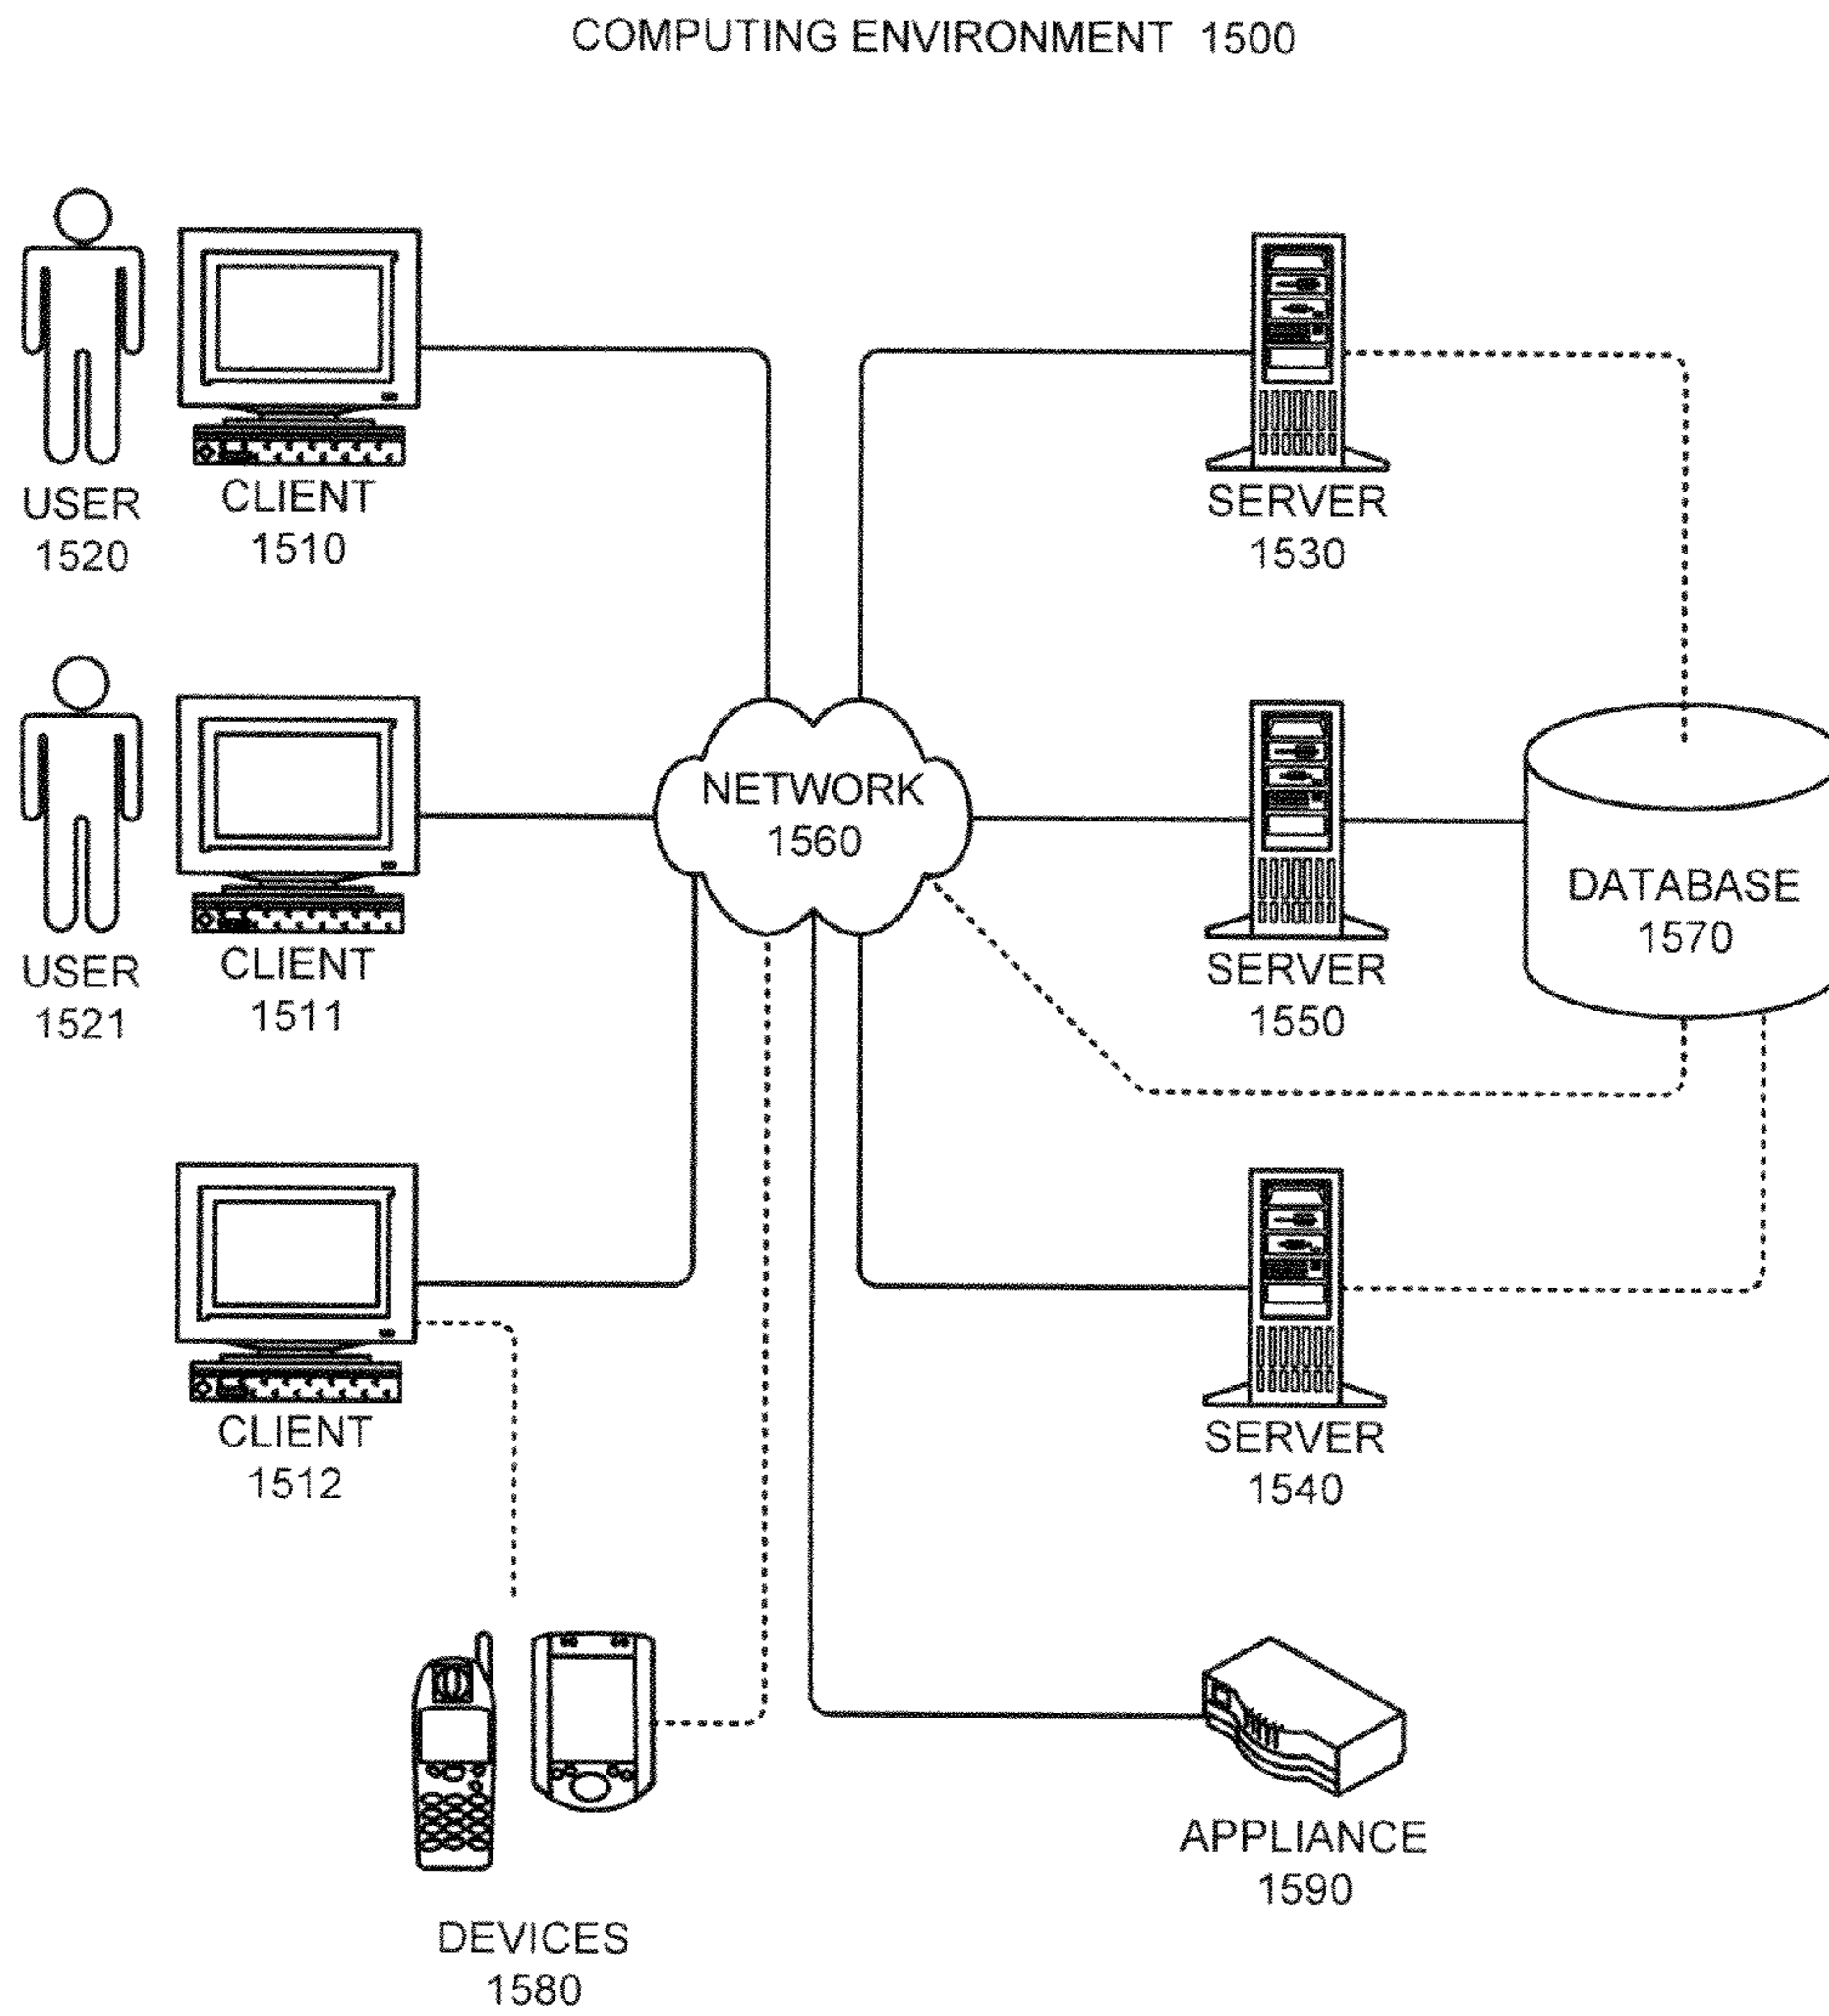 COMPUTING ENVIRONMENT 1500
USER
1520
CLIENT
1510
SERVER
1530
NETWORK
1560
USER
1521
CLIENT
1511
SERVER
1550
DATABASE
1570
CLIENT
1512
SERVER
1540
DEVICES
1580
APPLIANCE
1590